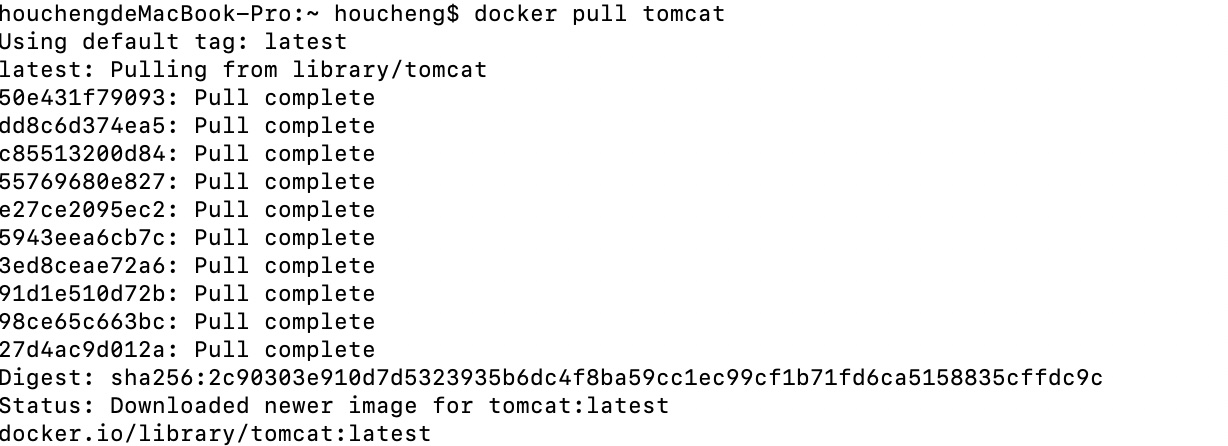 houchengdeMacBook-Pro:~ houcheng$ docker pull tomcat
Using default tag: latest
latest: Pulling from library/tomcat
50e431f79093: Pull complete
dd8c6d374ea5: Pull complete
c85513200d84: Pull complete
55769680e827: Pull complete
e27ce2095ec2: Pull complete
5943eea6cb7c: Pull complete
3ed8ceae72a6: Pull complete
91d1e510d72b: Pull complete
98ce65c663bc: Pull complete
27d4ac9d012a: Pull complete
Digest: sha256:2c90303e910d7d5323935b6dc4f8ba59cc1ec99cf1b71fd6ca5158835cffdc9c
Status: Downloaded newer image for tomcat:latest
docker.io/library/tomcat:latest